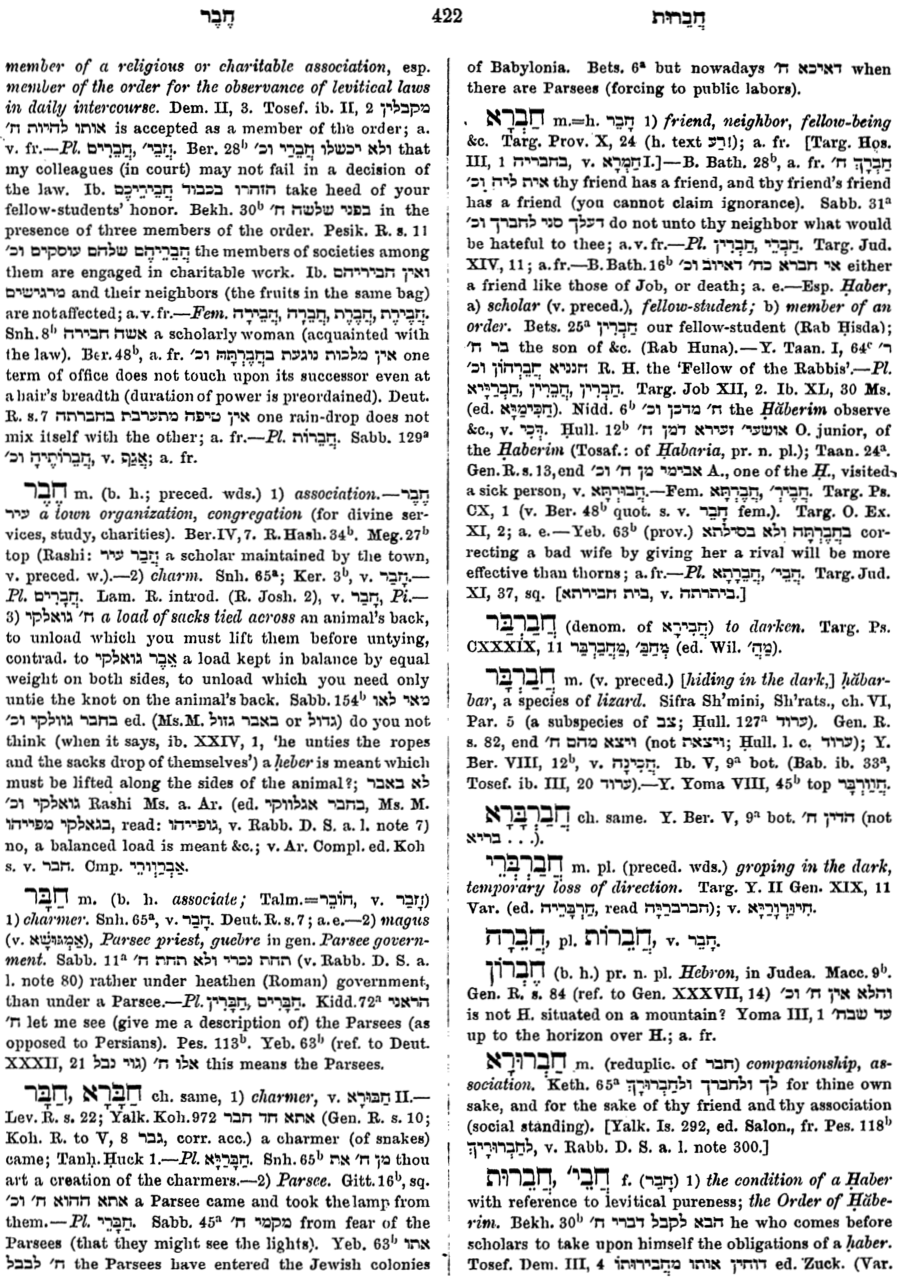 חֶבֶר 422 חֲבֵרוּת
member of a religious or charitable association, esp.
member of the order for the observance of levitical laws
in daily intercourse. Dem. II, 3. Tosef. ib. II, 2 מקבלין
אותו להיות ח׳ is accepted as a member of the order; a.
v. fr.—Pl. חֲבֵרִים, חֲבֵי׳. Ber. 28ᵇ ולא יכשלו חֲבֵרַי וכ׳ that
my colleagues (in court) may not fail in a decision of
the law. Ib. הזהרו בכבוד חֲבֵירֵיכֶם take heed of your
fellow-students’ honor. Bekh. 30ᵇ בפני שלשה ח׳ in the
presence of three members of the order. Pesik. R. s. 11
חֲבֵרֵיהֶם שלהם עוסקים וכ׳ the members of societies among
them are engaged in charitable work. Ib. ואין חביריהם
מרגישים and their neighbors (the fruits in the same bag)
are not affected; a. v. fr.—Fem. חֲבֵירָה, חֲבֵרָה, חֲבֶרֶת, חֲבֵירֶת.
Snh. 8ᵇ אשה חבירה a scholarly woman (acquainted with
the law). Ber. 48ᵇ, a. fr. אין מלכות נוגעת בַּחֲבֶרְתָּהּ וכ׳ one
term of office does not touch upon its successor even at
a hair’s breadth (duration of power is preordained). Deut.
R. s. 7 אין טיפה מתערבת בחברתה one rain-drop does not
mix itself with the other; a. fr.—Pl. חֲבֵרוֹת. Sabb. 129ᵃ
חֲבֵרוֹתֶיהָ וכ׳, v. אֲגַף; a. fr.
חֶבֶר m. (b. h.; preced. wds.) 1) association.—חֶבֶר
עיר a town organization, congregation (for divine ser-
vices, study, charities). Ber. IV, 7. R. Hash. 34ᵇ. Meg. 27ᵇ
top (Rashi: חֲבַר עיר a scholar maintained by the town,
v. preced. w.).—2) charm. Snh. 65ᵃ; Ker. 3ᵇ, v. חָבַר.—
Pl. חֲבָרִים. Lam. R. introd. (R. Josh. 2), v. חָבַר, Pi.—
3) ח׳ גואלקי a load of sacks tied across an animal’s back,
to unload which you must lift them before untying,
contrad. to אֲבַר גואלקי a load kept in balance by equal
weight on both sides, to unload which you need only
untie the knot on the animal’s back. Sabb. 154ᵇ מאי לאו
בחבר גוולקי וכ׳ ed. (Ms. M. באבר גזול or גדול) do you not
think (when it says, ib. XXIV, 1, ‘he unties the ropes
and the sacks drop of themselves’) a ḥeber is meant which
must be lifted along the sides of the animal?; לא באבר
גואלקי וכ׳ Rashi Ms. a. Ar. (ed. בחבר אגלווקי, Ms. M.
בגאלקי מפייהו, read: גופייהו, v. Rabb. D. S. a. l. note 7)
no, a balanced load is meant &c.; v. Ar. Compl. ed. Koh
s. v. חבר. Cmp. אֲבַרְוַורֵי.
חַבָּר m. (b. h. associate; Talm.=חוֹבֵר, v. חָבַר)
1) charmer. Snh. 65ᵃ, v. חָבַר. Deut. R. s. 7; a. e.—2) magus
(v. אַמְגּוּשָׁא), Parsee priest, guebre in gen. Parsee govern-
ment. Sabb. 11ᵃ תחת נכרי ולא תחת ח׳ (v. Rabb. D. S. a.
l. note 80) rather under heathen (Roman) government,
than under a Parsee.—Pl. חַבָּרִים, חַבָּרִין. Kidd. 72ᵃ הראני
ח׳ let me see (give me a description of) the Parsees (as
opposed to Persians). Pes. 113ᵇ. Yeb. 63ᵇ (ref. to Deut.
XXXII, 21 גוי נבל) אלו ח׳ this means the Parsees.
חַבָּר, חַבָּרָא ch. same, 1) charmer, v. חַבּוּרָא II.—
Lev. R. s. 22; Yalk. Koh. 972 אתא חד חבר (Gen. R. s. 10;
Koh. R. to V, 8 גבר, corr. acc.) a charmer (of snakes)
came; Tanḥ. Ḥuck 1.—Pl. חַבָּרַיָּא. Snh. 65ᵇ מן ח׳ את thou
art a creation of the charmers.—2) Parsee. Gitt. 16ᵇ, sq.
אתא ההוא ח׳ וכ׳ a Parsee came and took the lamp from
them.—Pl. חַבָּרֵי. Sabb. 45ᵃ מקמי ח׳ from fear of the
Parsees (that they might see the lights). Yeb. 63ᵇ אתו
ח׳ לבבל the Parsees have entered the Jewish colonies
of Babylonia. Bets. 6ᵃ but nowadays דאיכא ח׳ when
there are Parsees (forcing to public labors).
חַבְרָא m.=h. חָבֵר 1) friend, neighbor, fellow-being
&c. Targ. Prov. X, 24 (h. text רֵעַ!); a. fr. [Targ. Hos.
III, 1 בחבריה, v. חַמְרָא I.]—B. Bath. 28ᵇ, a. fr. חַבְרָךְ ח׳
אית ליה וכ׳ thy friend has a friend, and thy friend’s friend
has a friend (you cannot claim ignorance). Sabb. 31ᵃ
דעלך סני לחברך וכ׳ do not unto thy neighbor what would
be hateful to thee; a. v. fr.—Pl. חַבְרֵי, חַבְרִין. Targ. Jud.
XIV, 11; a. fr.—B. Bath. 16ᵇ אי חברא כח׳ דאיוב וכ׳ either
a friend like those of Job, or death; a. e.—Esp. Ḥaber,
a) scholar (v. preced.), fellow-student; b) member of an
order. Bets. 25ᵃ חַבְרִין our fellow-student (Rab Ḥisda);
בר ח׳ the son of &c. (Rab Huna).—Y. Taan. I, 64ᶜ ר׳
חנניא חֲבֵרְהוֹן וכ׳ R. H. the ‘Fellow of the Rabbis’.—Pl.
חַבְרִין, חֲבֵרִין, חַבְרַיָּיא. Targ. Job XII, 2. Ib. XL, 30 Ms.
(ed. חַכִּימַיָּא). Nidd. 6ᵇ ח׳ מדכן וכ׳ the Ḥăberim observe
&c., v. דְּכֵי. Ḥull. 12ᵇ אושעי׳ זעירא דמן ח׳ O. junior, of
the Ḥaberim (Tosaf.: of Ḥabaria, pr. n. pl.); Taan. 24ᵃ.
Gen. R. s. 13, end אבימי מן ח׳ וכ׳ A., one of the Ḥ., visited
a sick person, v. חֲבוּרְתָּא.—Fem. חֲבֶרְתָּא, חֲבֵיר׳. Targ. Ps.
CX, 1 (v. Ber. 48ᵇ quot. s. v. חָבֵר fem.). Targ. O. Ex.
XI, 2; a. e.—Yeb. 63ᵇ (prov.) בחֲבֶרְתָּהּ ולא בסילתא cor-
recting a bad wife by giving her a rival will be more
effective than thorns; a. fr.—Pl. חַבְרָתָא, חֲבֵי׳. Targ. Jud.
XI, 37, sq. [בית חבירתא, v. ביתרתה.]
חֲבַרְבַּר (denom. of חֲבִירָא) to darken. Targ. Ps.
CXXXIX, 11 מְחַבַּרְבַּר, מְחַבַּ׳ (ed. Wil. מַהֲ׳).
חֲבַרְבָּר m. (v. preced.) [hiding in the dark,] ḥăbar-
bar, a species of lizard. Sifra Sh’mini, Sh’rats., ch. VI,
Par. 5 (a subspecies of צב; Ḥull. 127ᵃ ערוד). Gen. R.
s. 82, end ויצא מהם ח׳ (not ויצאת; Ḥull. l. c. ערוד); Y.
Ber. VIII, 12ᵇ, v. חֲכִינָה. Ib. V, 9ᵃ bot. (Bab. ib. 33ᵃ,
Tosef. ib. III, 20 ערוד).—Y. Yoma VIII, 45ᵇ top חֲוַורְבָּר.
חֲבַרְבָּרָא ch. same. Y. Ber. V, 9ᵃ bot. הדין ח׳ (not
בריא . . .).
חֲבַרְבְּרֵי m. pl. (preced. wds.) groping in the dark,
temporary loss of direction. Targ. Y. II Gen. XIX, 11
Var. (ed. חַרְבָּרְיָה, read חברברייה); v. חִיוַּורְוַרְיָא.
חֲבֵרָה, pl. חֲבֵרוֹת, v. חָבֵר.
חֶבְרוֹן (b. h.) pr. n. pl. Hebron, in Judea. Macc. 9ᵇ.
Gen. R. s. 84 (ref. to Gen. XXXVII, 14) והלא אין ח׳ וכ׳
is not H. situated on a mountain? Yoma III, 1 עד שבח׳
up to the horizon over H.; a. fr.
חַבְרוּרָא m. (reduplic. of חבר) companionship, as-
sociation. Keth. 65ᵃ לך ולחברך ולחַבְרוּרָךְ for thine own
sake, and for the sake of thy friend and thy association
(social standing). [Yalk. Is. 292, ed. Salon., fr. Pes. 118ᵇ
לחַבְרוּרָיךְ, v. Rabb. D. S. a. l. note 300.]
חֲבֵרוּת, חֲבֵי׳ f. (חָבֵר) 1) the condition of a Ḥaber
with reference to levitical pureness; the Order of Ḥăbe-
rim. Bekh. 30ᵇ הבא לקבל דברי ח׳ he who comes before
scholars to take upon himself the obligations of a ḥaber.
Tosef. Dem. III, 4 דוחין אותו מחבירותו ed. Zuck. (Var.